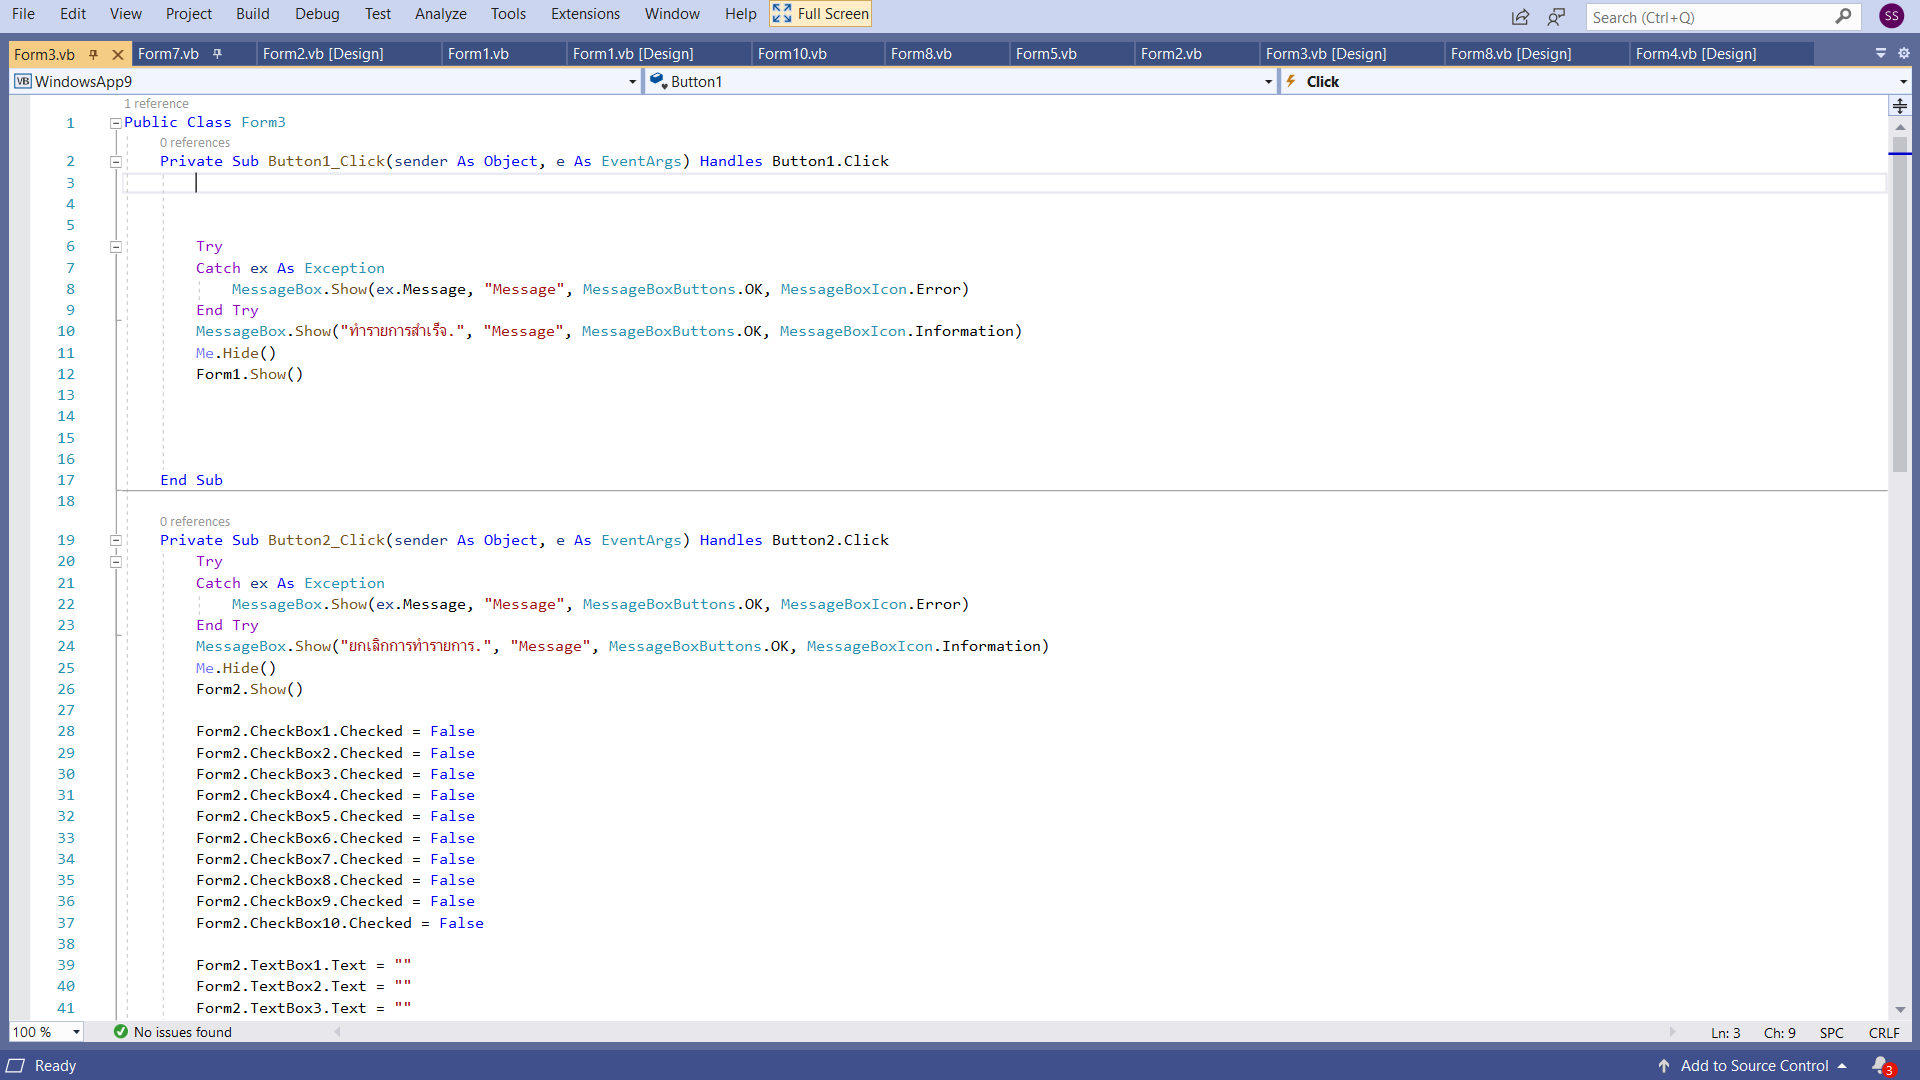 File Edit View Project Build Debug Test Analyze Tools Extensions Window Help Full Screen Search (Ctrl+Q) SS
Form3.vb Form7.vb Form2.vb [Design] Form1.vb Form1.vb [Design] Form10.vb Form8.vb Form5.vb Form2.vb Form3.vb [Design] Form8.vb [Design] Form4.vb [Design]
VB WindowsApp9 Button1 Click
1 reference
1 Public Class Form3
0 references
2 Private Sub Button1_Click(sender As Object, e As EventArgs) Handles Button1.Click
3
4
5
6 Try
7 Catch ex As Exception
8 MessageBox.Show(ex.Message, "Message", MessageBoxButtons.OK, MessageBoxIcon.Error)
9 End Try
10 MessageBox.Show("ทำรายการสำเร็จ.", "Message", MessageBoxButtons.OK, MessageBoxIcon.Information)
11 Me.Hide()
12 Form1.Show()
13
14
15
16
17 End Sub
18
0 references
19 Private Sub Button2_Click(sender As Object, e As EventArgs) Handles Button2.Click
20 Try
21 Catch ex As Exception
22 MessageBox.Show(ex.Message, "Message", MessageBoxButtons.OK, MessageBoxIcon.Error)
23 End Try
24 MessageBox.Show("ยกเลิกการทำรายการ.", "Message", MessageBoxButtons.OK, MessageBoxIcon.Information)
25 Me.Hide()
26 Form2.Show()
27
28 Form2.CheckBox1.Checked = False
29 Form2.CheckBox2.Checked = False
30 Form2.CheckBox3.Checked = False
31 Form2.CheckBox4.Checked = False
32 Form2.CheckBox5.Checked = False
33 Form2.CheckBox6.Checked = False
34 Form2.CheckBox7.Checked = False
35 Form2.CheckBox8.Checked = False
36 Form2.CheckBox9.Checked = False
37 Form2.CheckBox10.Checked = False
38
39 Form2.TextBox1.Text = ""
40 Form2.TextBox2.Text = ""
41 Form2.TextBox3.Text = ""
100 % No issues found Ln: 3 Ch: 9 SPC CRLF
Ready Add to Source Control 3